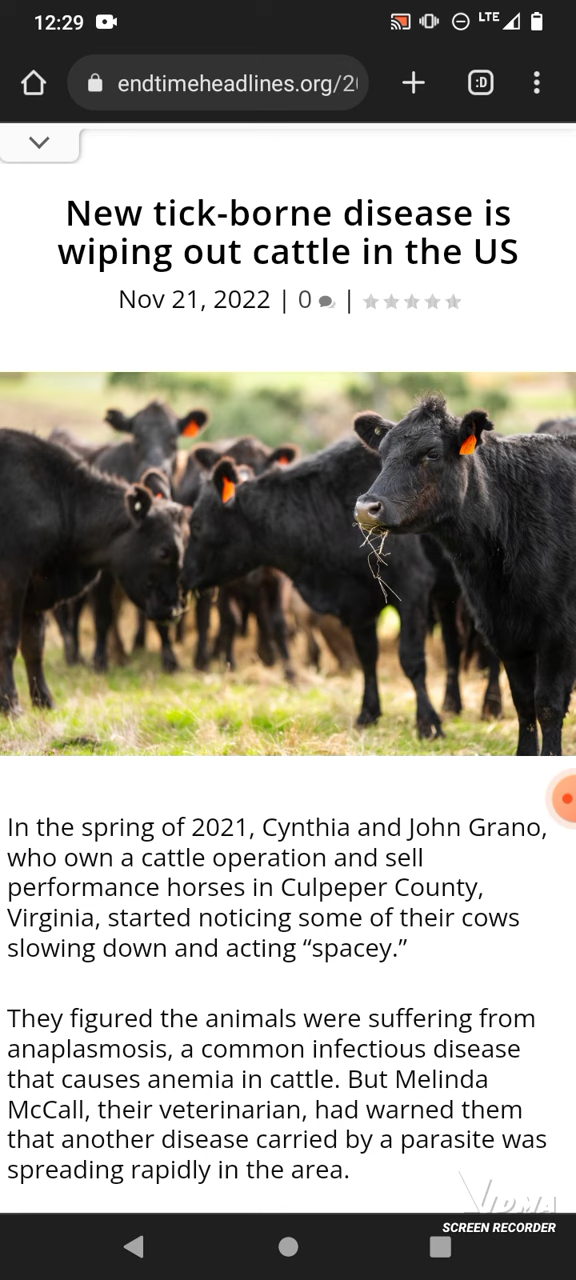 12:29
LTE
endtimeheadlines.org/2
:D
New tick-borne disease is
wiping out cattle in the US
Nov 21, 2022 | 0 |
In the spring of 2021, Cynthia and John Grano,
who own a cattle operation and sell
performance horses in Culpeper County,
Virginia, started noticing some of their cows
slowing down and acting “spacey.”
They figured the animals were suffering from
anaplasmosis, a common infectious disease
that causes anemia in cattle. But Melinda
McCall, their veterinarian, had warned them
that another disease carried by a parasite was
spreading rapidly in the area.
VIDMA
SCREEN RECORDER